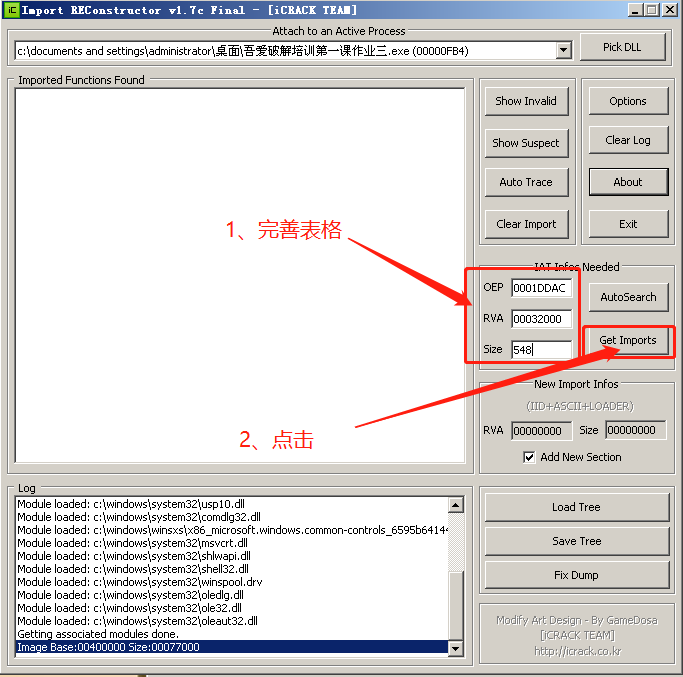 iC Import REConstructor v1.7c Final - [iCRACK TEAM]
Attach to an Active Process
c:\documents and settings\administrator\桌面\吾爱破解培训第一课作业三.exe (00000FB4)
Pick DLL
Imported Functions Found
Show Invalid
Options
Show Suspect
Clear Log
Auto Trace
About
Clear Import
Exit
1、完善表格
IAT Infos Needed
OEP 0001DDAC
AutoSearch
RVA 00032000
Size 548
Get Imports
2、点击
New Import Infos
(IID+ASCII+LOADER)
RVA 00000000 Size 00000000
Add New Section
Log
Module loaded: c:\windows\system32\usp10.dll
Module loaded: c:\windows\system32\comdlg32.dll
Module loaded: c:\windows\winsxs\x86_microsoft.windows.common-controls_6595b6414
Module loaded: c:\windows\system32\msvcrt.dll
Module loaded: c:\windows\system32\shlwapi.dll
Module loaded: c:\windows\system32\shell32.dll
Module loaded: c:\windows\system32\winspool.drv
Module loaded: c:\windows\system32\oledlg.dll
Module loaded: c:\windows\system32\ole32.dll
Module loaded: c:\windows\system32\oleaut32.dll
Getting associated modules done.
Image Base:00400000 Size:00077000
Load Tree
Save Tree
Fix Dump
Modify Art Design - By GameDosa
[iCRACK TEAM]
http://icrack.co.kr